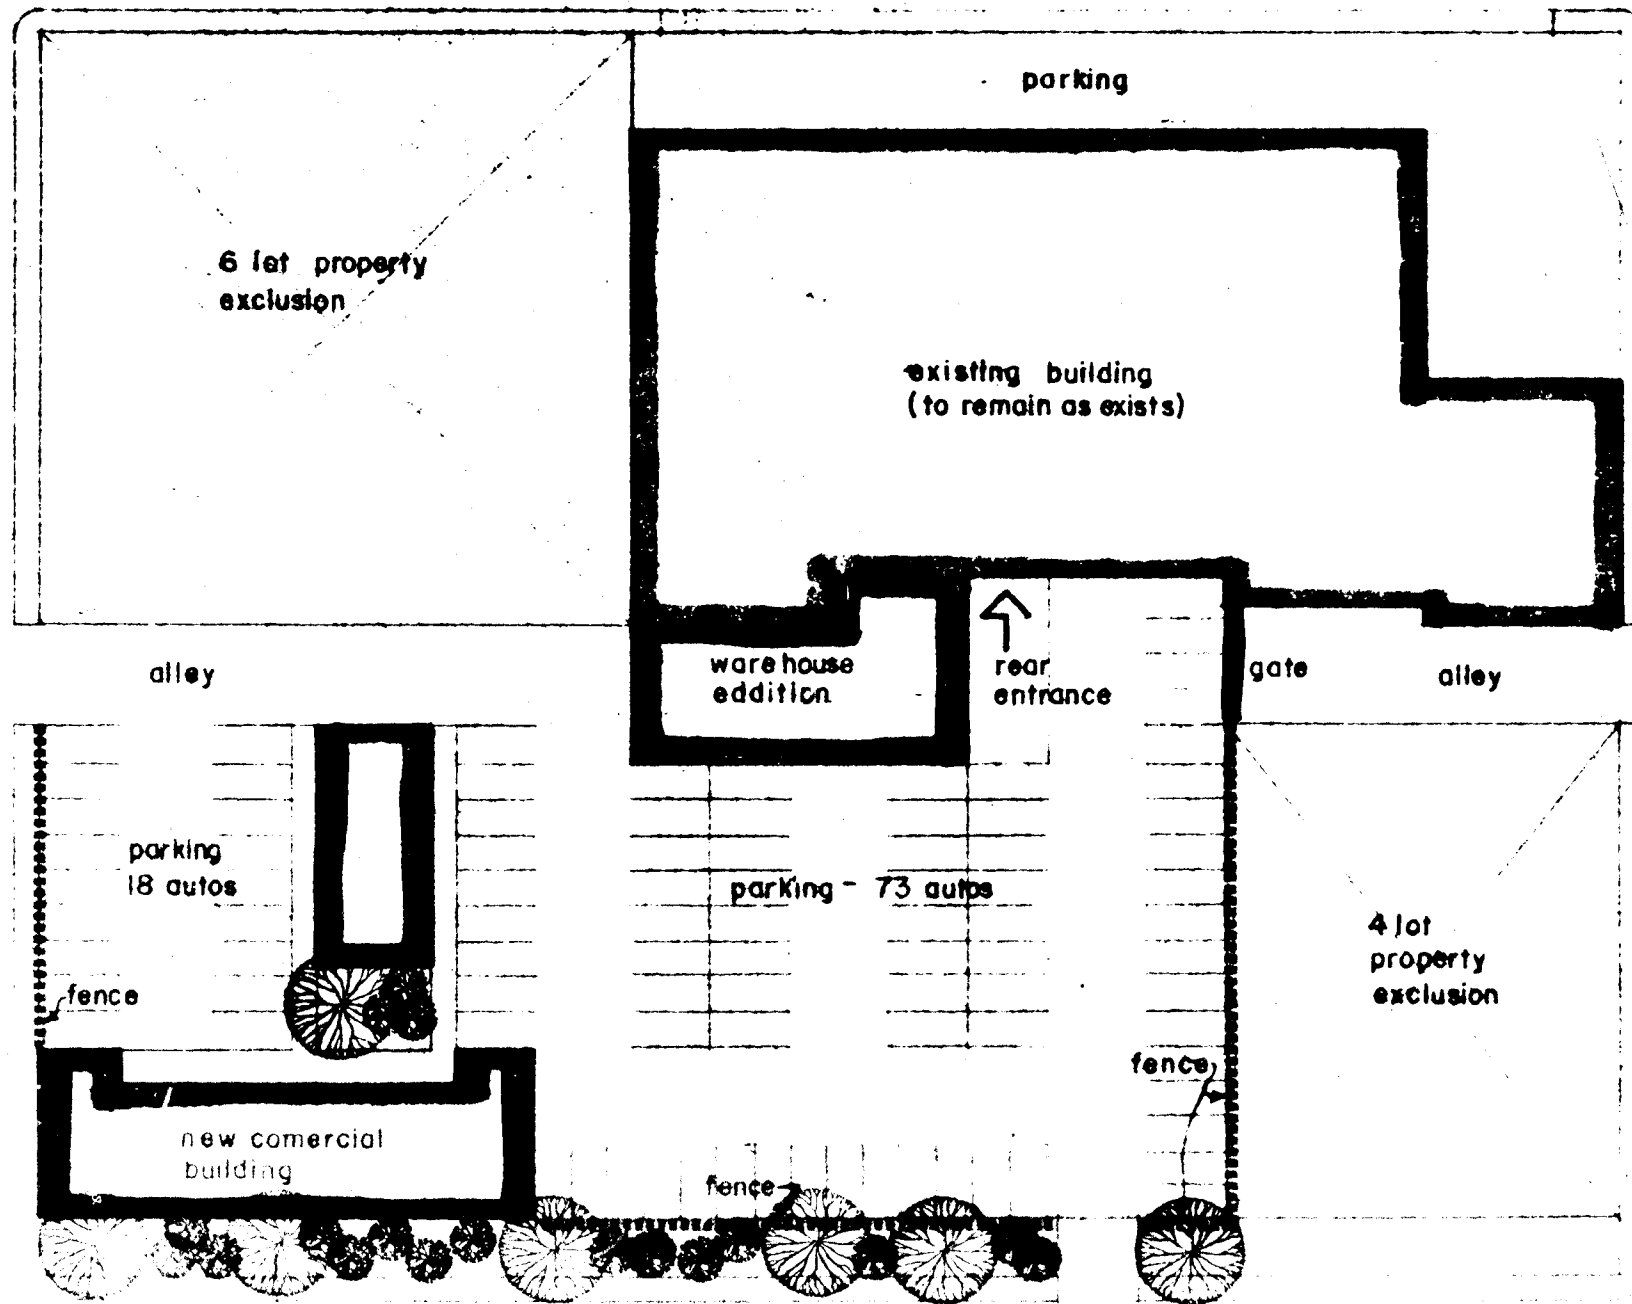 parking
6 lot property
exclusion
existing building
(to remain as exists)
alley
warehouse
eddition
rear
entrance
gate
alley
parking
18 autos
parking - 73 autos
4 lot
property
exclusion
fence
fence
new comercial
building
fence